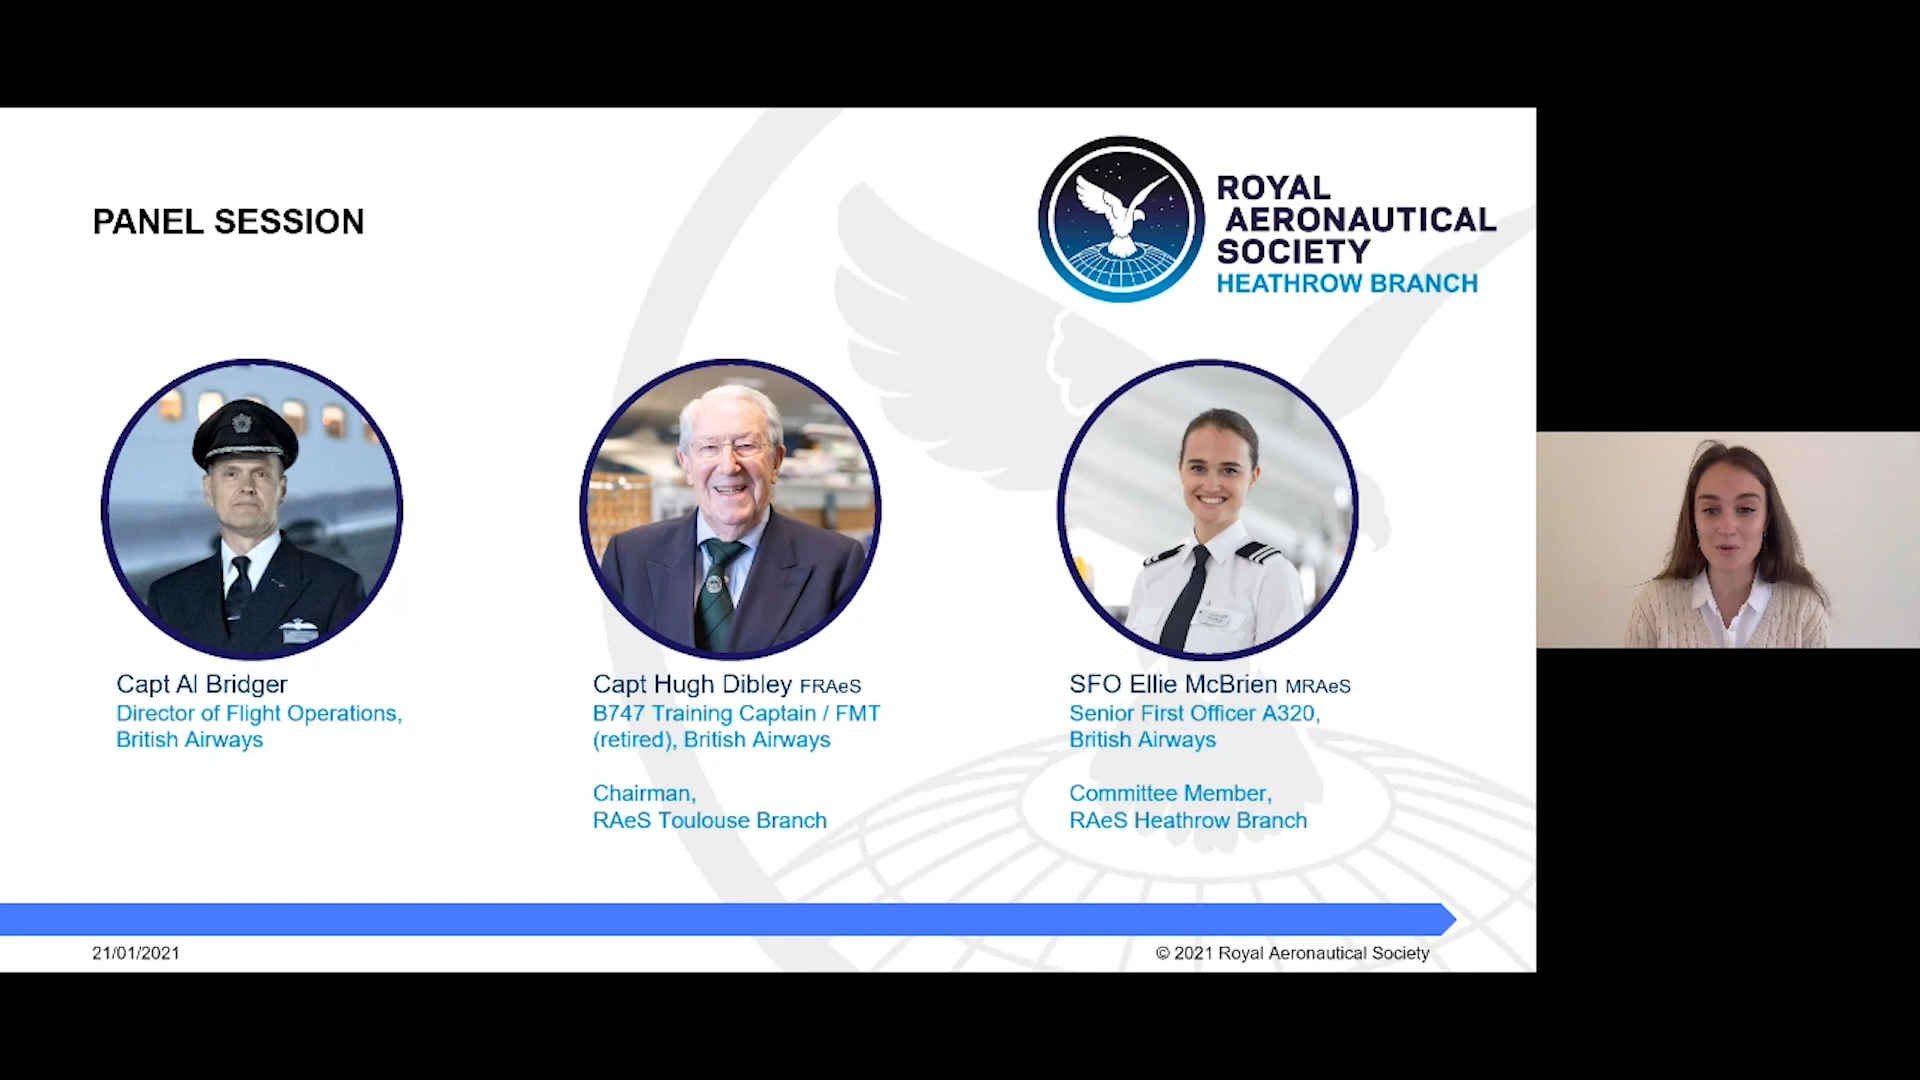 PANEL SESSION
ROYAL
AERONAUTICAL
SOCIETY
HEATHROW BRANCH
Capt Al Bridger
Director of Flight Operations,
British Airways
Capt Hugh Dibley FRAeS
B747 Training Captain / FMT
(retired), British Airways
Chairman,
RAeS Toulouse Branch
SFO Ellie McBrien MRAeS
Senior First Officer A320,
British Airways
Committee Member,
RAeS Heathrow Branch
21/01/2021
© 2021 Royal Aeronautical Society